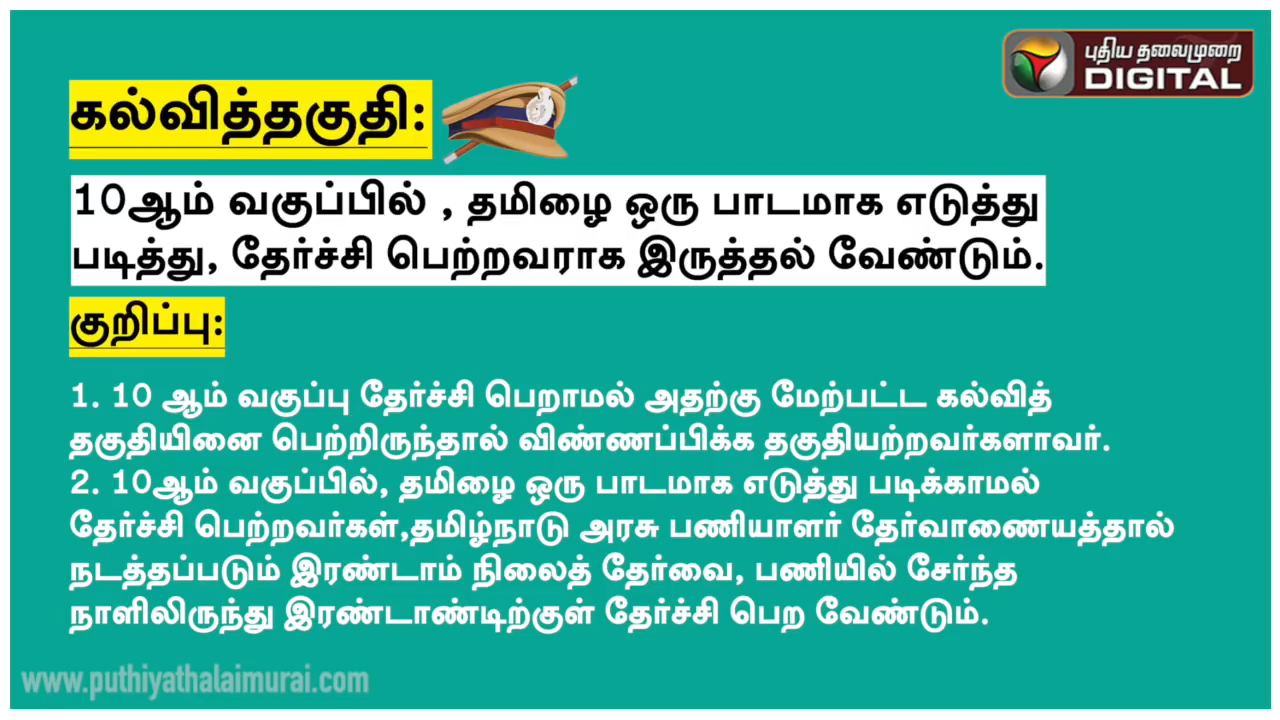 புதிய தலைமுறை
DIGITAL
கல்வித்தகுதி:
10ஆம் வகுப்பில் , தமிழை ஒரு பாடமாக எடுத்து
படித்து, தேர்ச்சி பெற்றவராக இருத்தல் வேண்டும்.
குறிப்பு:
1. 10 ஆம் வகுப்பு தேர்ச்சி பெறாமல் அதற்கு மேற்பட்ட கல்வித்
தகுதியினை பெற்றிருந்தால் விண்ணப்பிக்க தகுதியற்றவர்களாவர்.
2. 10ஆம் வகுப்பில், தமிழை ஒரு பாடமாக எடுத்து படிக்காமல்
தேர்ச்சி பெற்றவர்கள்,தமிழ்நாடு அரசு பணியாளர் தேர்வாணையத்தால்
நடத்தப்படும் இரண்டாம் நிலைத் தேர்வை, பணியில் சேர்ந்த
நாளிலிருந்து இரண்டாண்டிற்குள் தேர்ச்சி பெற வேண்டும்.
www.puthiyathalaimurai.com